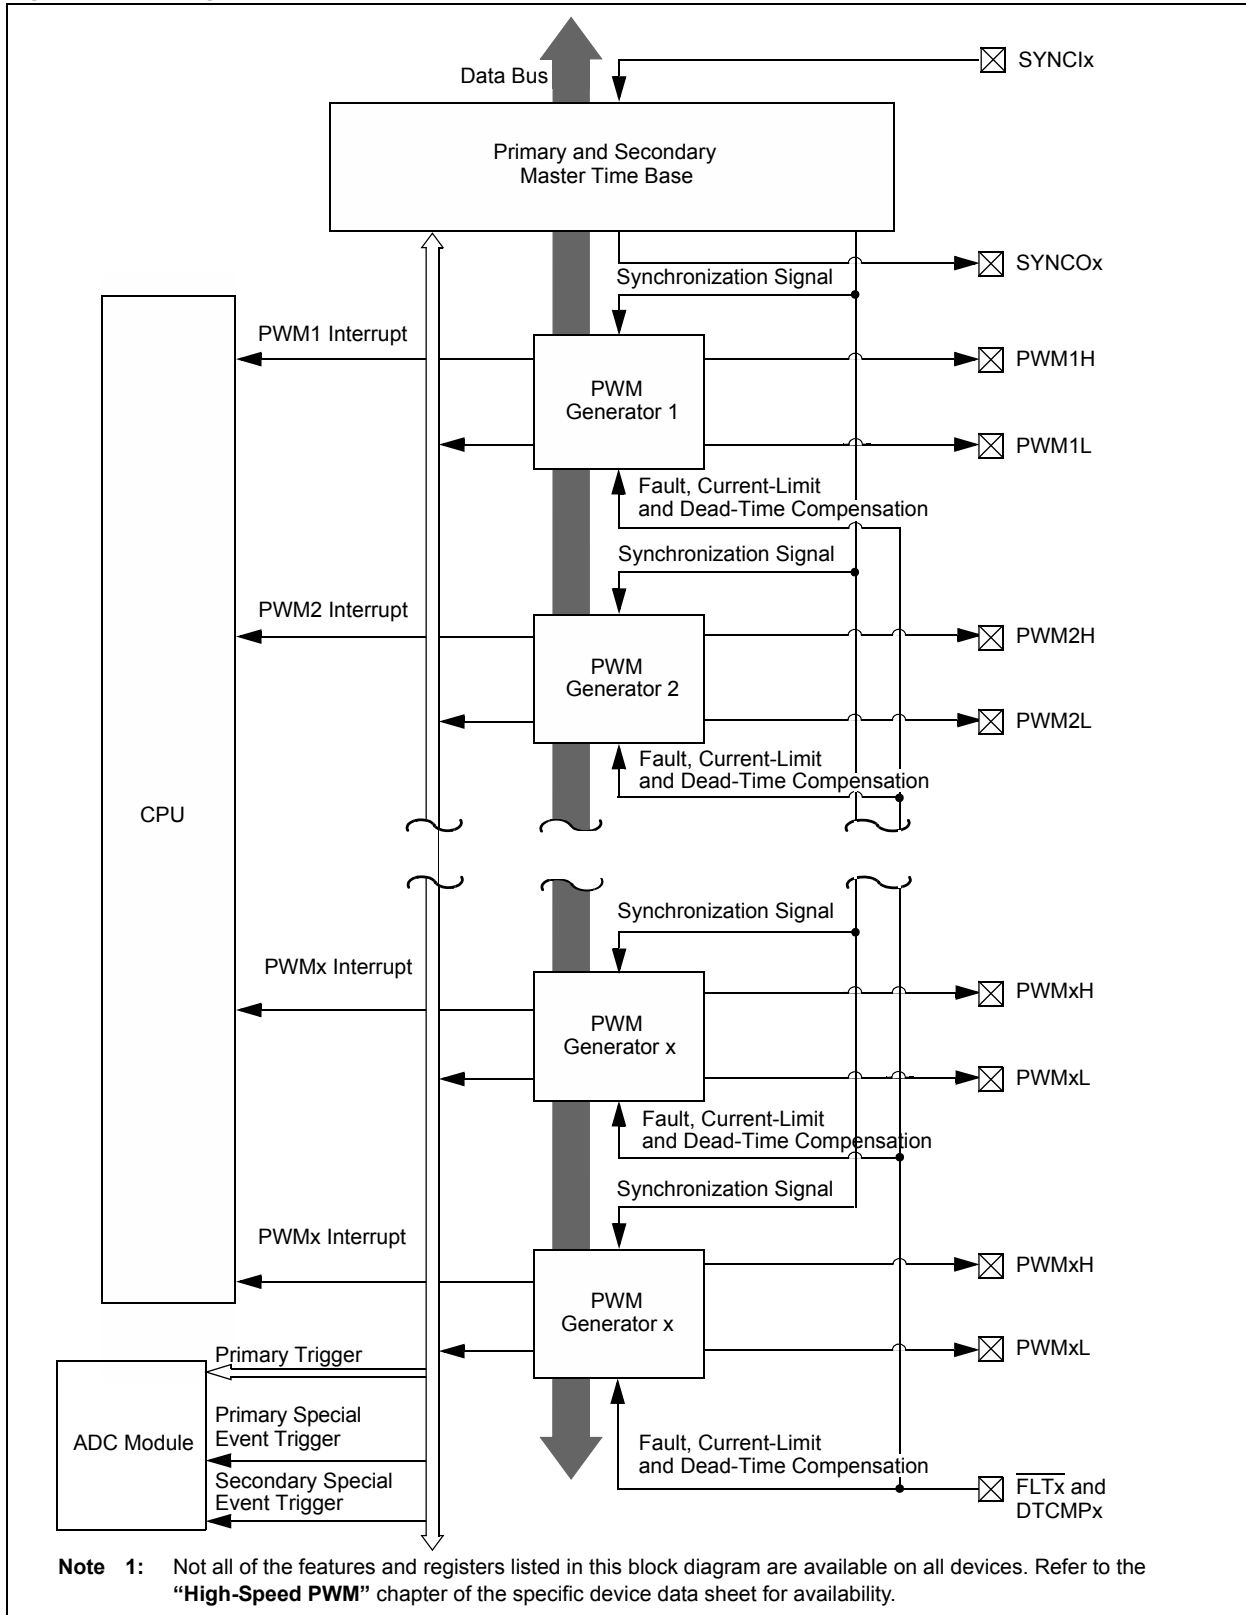 Data Bus
SYNCIx
Primary and Secondary
Master Time Base
SYNCOx
Synchronization Signal
PWM1 Interrupt
PWM
Generator 1
PWM1H
PWM1L
Fault, Current-Limit
and Dead-Time Compensation
Synchronization Signal
PWM2 Interrupt
PWM
Generator 2
PWM2H
PWM2L
Fault, Current-Limit
and Dead-Time Compensation
CPU
Synchronization Signal
PWMx Interrupt
PWM
Generator x
PWMxH
PWMxL
Fault, Current-Limit
and Dead-Time Compensation
Synchronization Signal
PWMx Interrupt
PWM
Generator x
PWMxH
PWMxL
Primary Trigger
ADC Module
Primary Special
Event Trigger
Secondary Special
Event Trigger
Fault, Current-Limit
and Dead-Time Compensation
FLTx and
DTCMPx
Note 1: Not all of the features and registers listed in this block diagram are available on all devices. Refer to the
“High-Speed PWM” chapter of the specific device data sheet for availability.